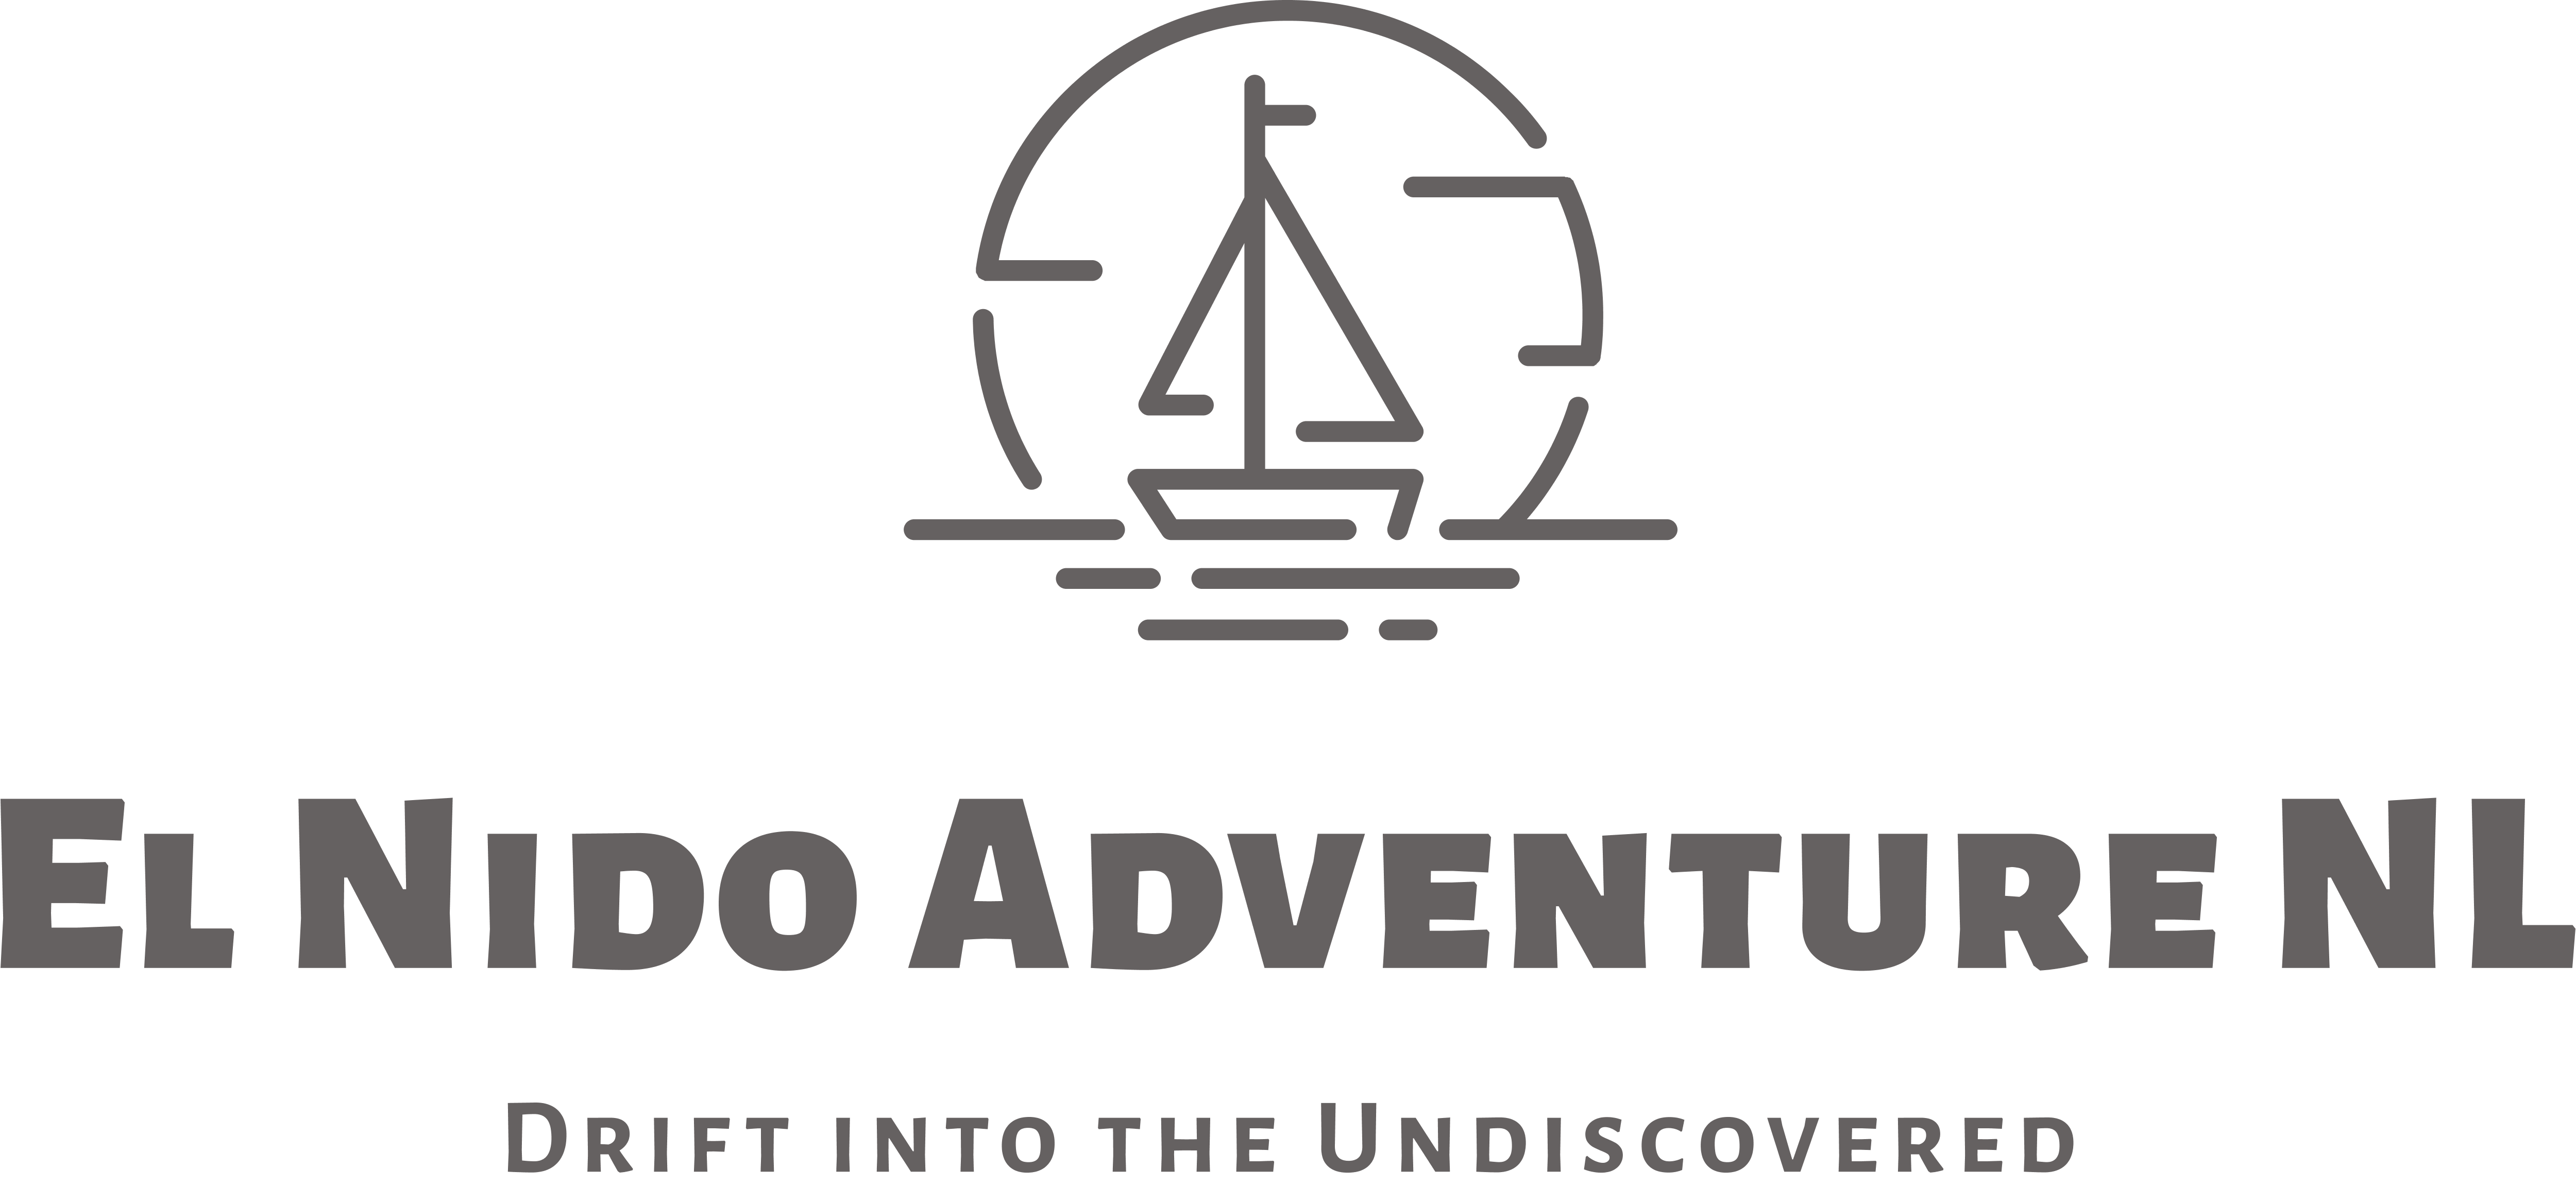 El Nido Adventure NL
Drift into the Undiscovered